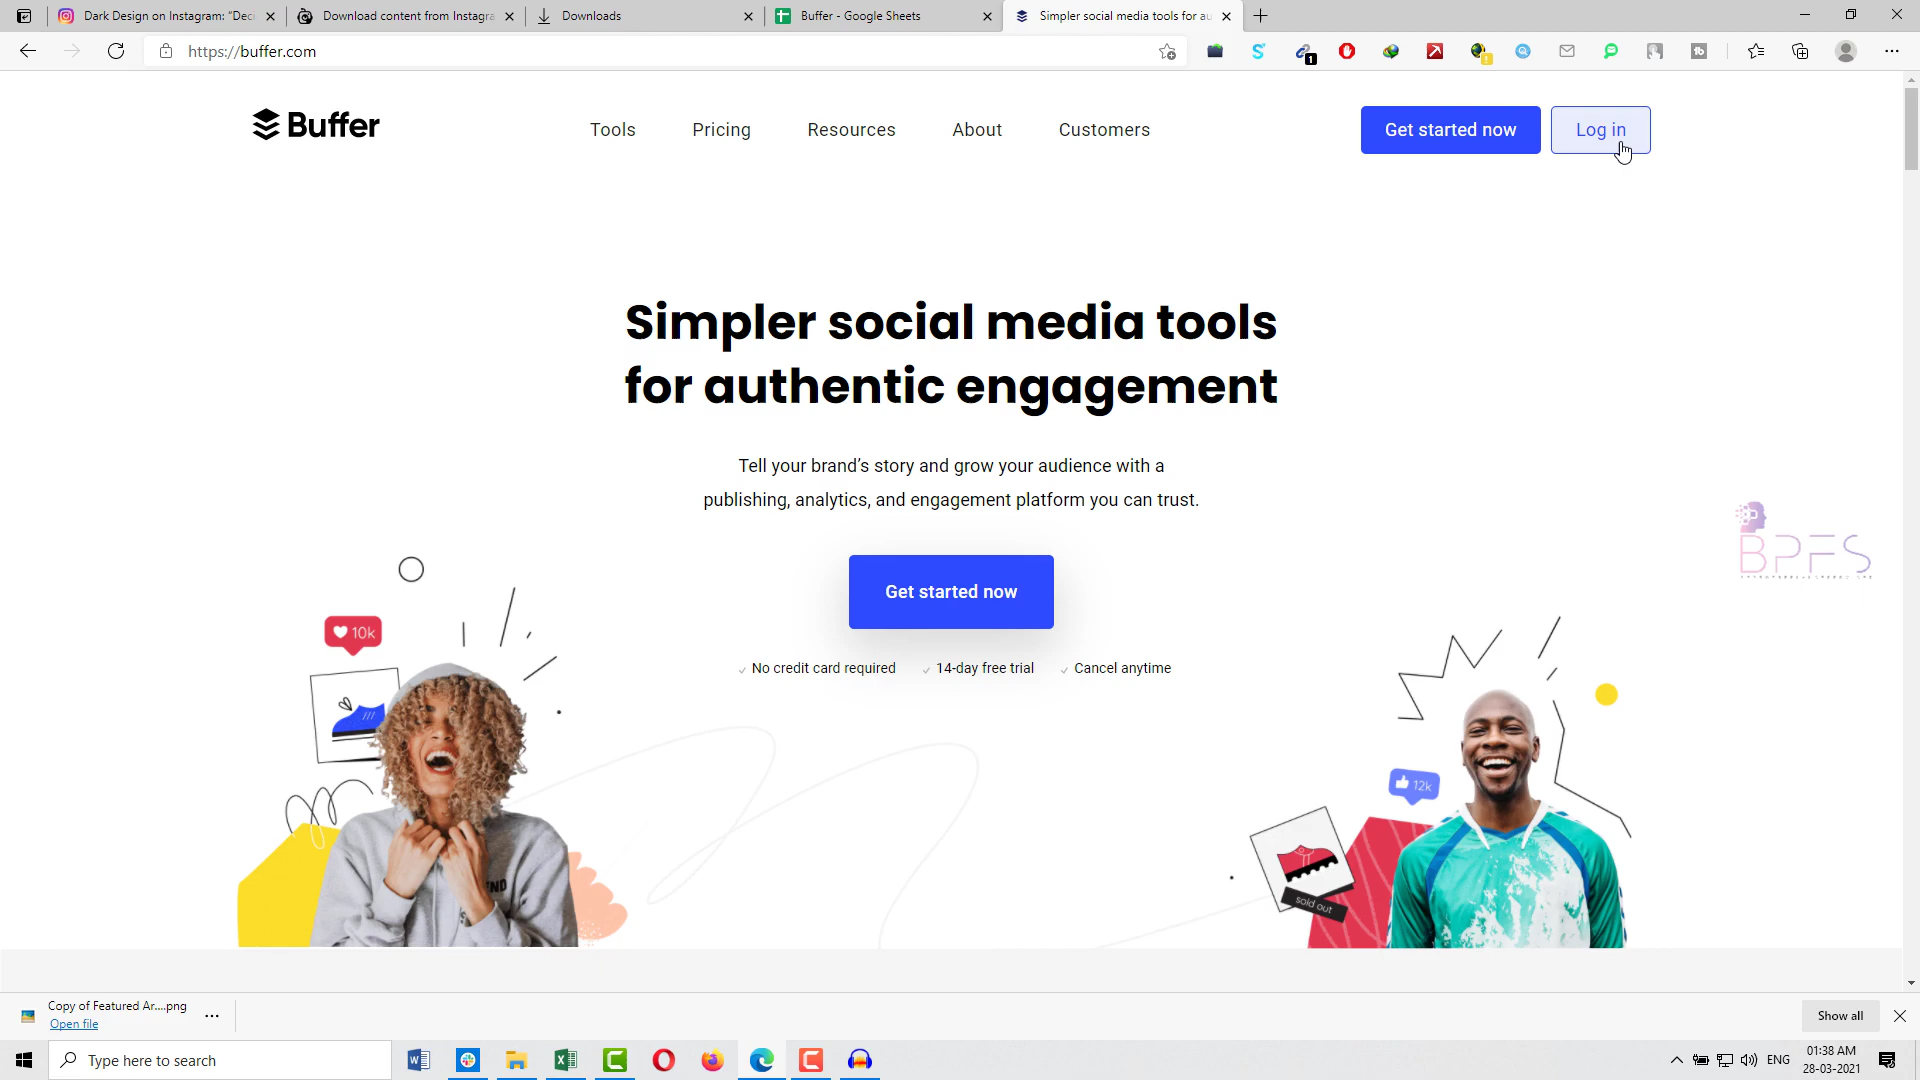 Dark Design on Instagram: "Deci
Download content from Instagra
Downloads
Buffer - Google Sheets
Simpler social media tools for au
https://buffer.com
1
Buffer
Tools
Pricing
Resources
About
Customers
Get started now
Log in
Simpler social media tools
for authentic engagement
Tell your brand's story and grow your audience with a
publishing, analytics, and engagement platform you can trust.
BPFS
Get started now
10k
No credit card required
14-day free trial
Cancel anytime
12k
sold out
Copy of Featured Ar....png
Open file
Show all
Type here to search
ENG
01:38 AM
28-03-2021